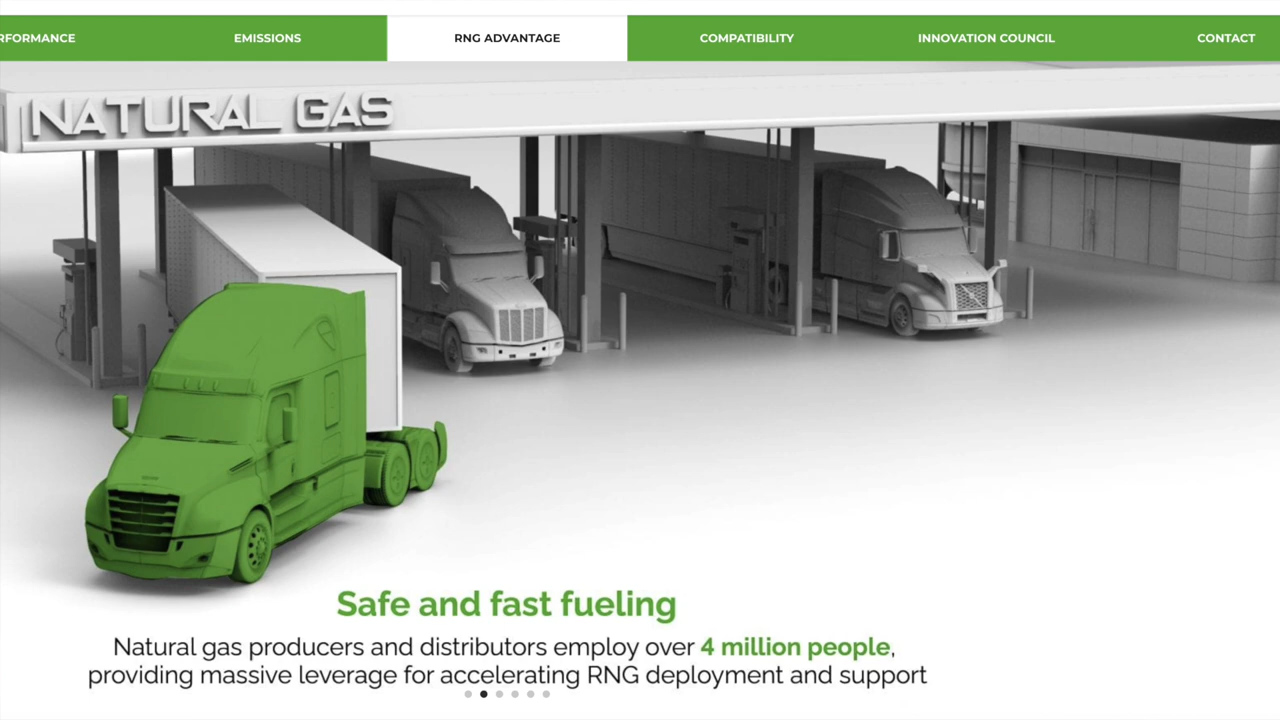 RFORMANCE
EMISSIONS
RNG ADVANTAGE
COMPATIBILITY
INNOVATION COUNCIL
CONTACT
NATURAL GAS
Safe and fast fueling
Natural gas producers and distributors employ over 4 million people,
providing massive leverage for accelerating RNG deployment and support